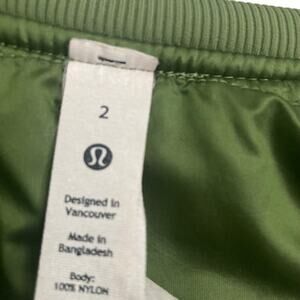 2
Designed in
Vancouver
Made in
Bangladesh
Body:
100% NYLON